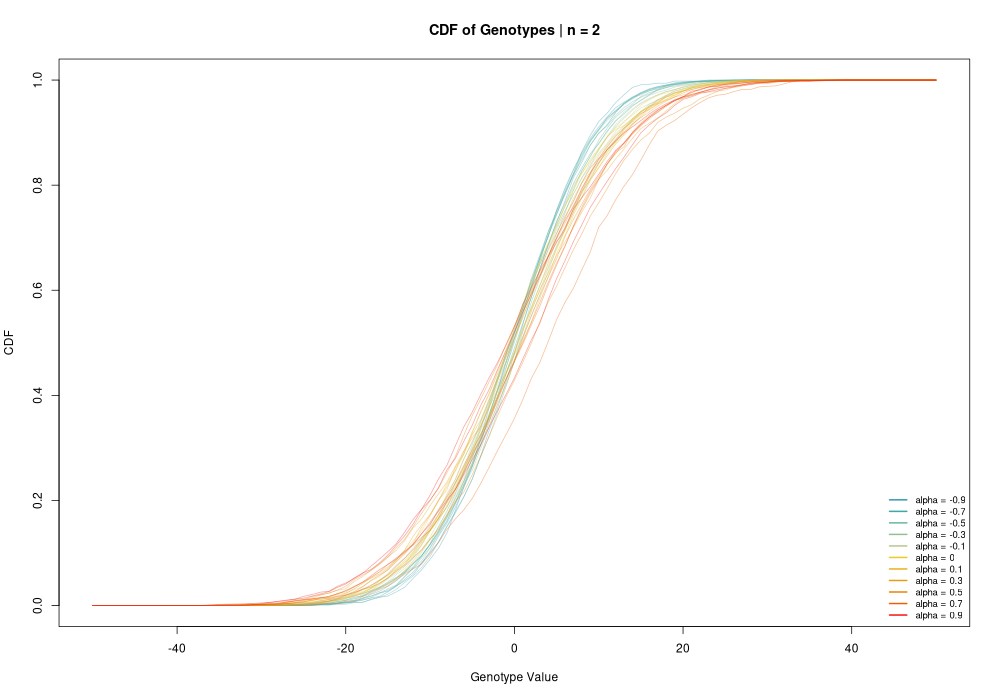 CDF of Genotypes | n = 2
CDF
1.0
0.8
0.6
0.4
0.2
0.0
-40
-20
0
20
40
Genotype Value
alpha = -0.9
alpha = -0.7
alpha = -0.5
alpha = -0.3
alpha = -0.1
alpha = 0
alpha = 0.1
alpha = 0.3
alpha = 0.5
alpha = 0.7
alpha = 0.9